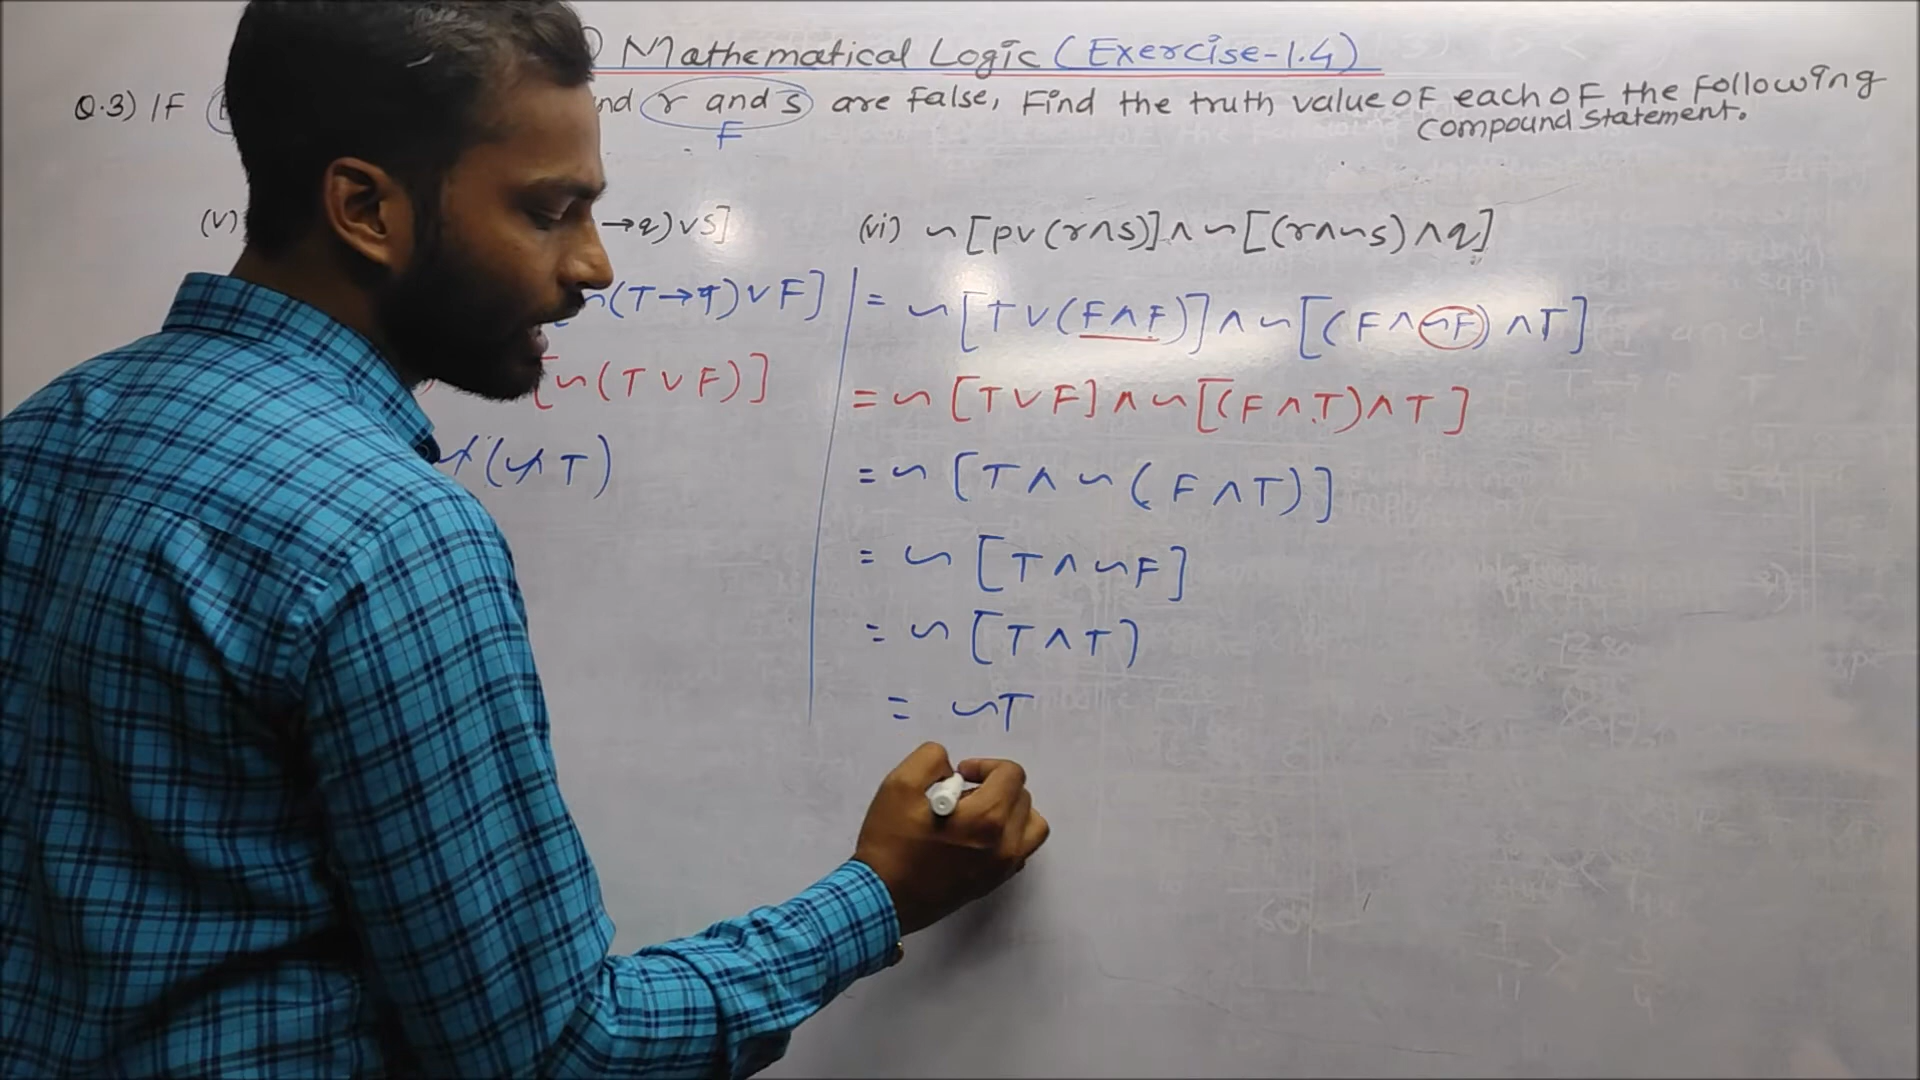 Mathematical Logic (Exercise-1.4)
Q.3) If r and s are false, Find the truth value of each of the following
F compound statement.
(v) →q)∨s]
∼(T→T)∨F]
[∼(T∨F)]
∼(∼T)
(vi) ∼[p∨(r∧s)]∧∼[(r∧∼s)∧q]
= ∼[T∨(F∧F)]∧∼[(F∧∼F)∧T]
= ∼[T∨F]∧∼[(F∧T)∧T]
= ∼[T∧∼(F∧T)]
= ∼[T∧∼F]
= ∼[T∧T)
= ∼T